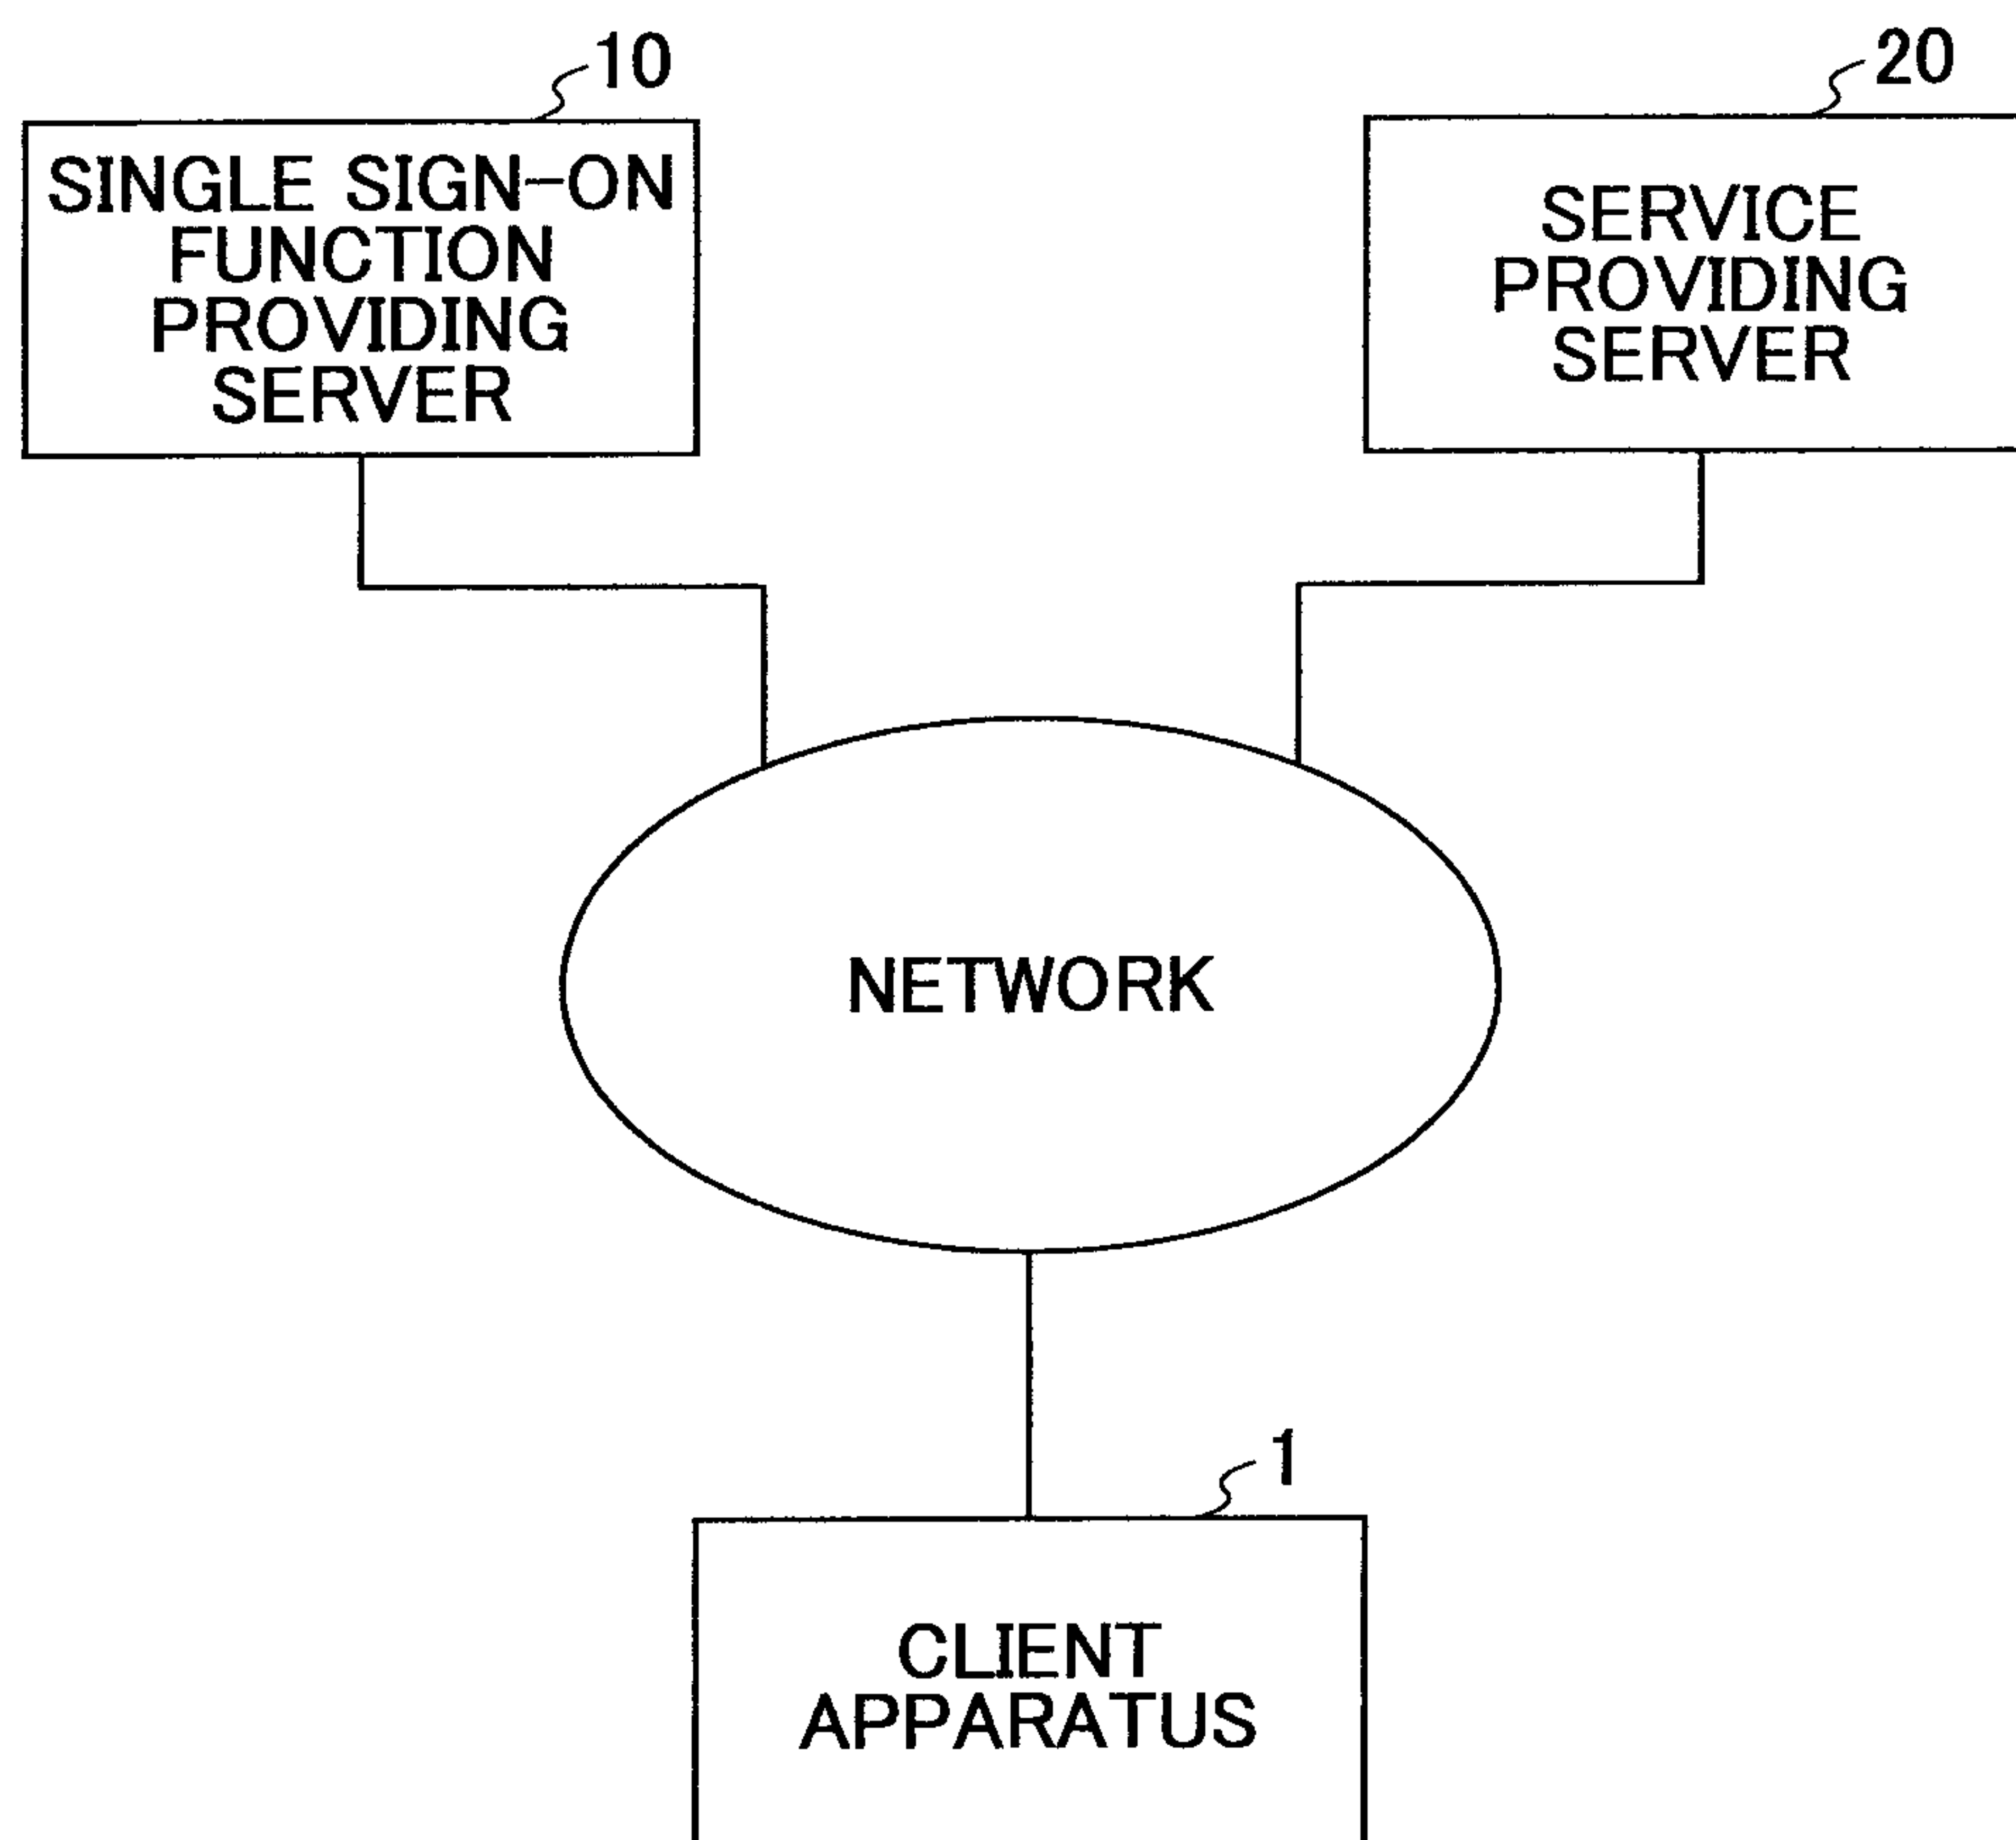 10
SINGLE SIGN-ON
FUNCTION
PROVIDING
SERVER
20
SERVICE
PROVIDING
SERVER
NETWORK
1
CLIENT
APPARATUS